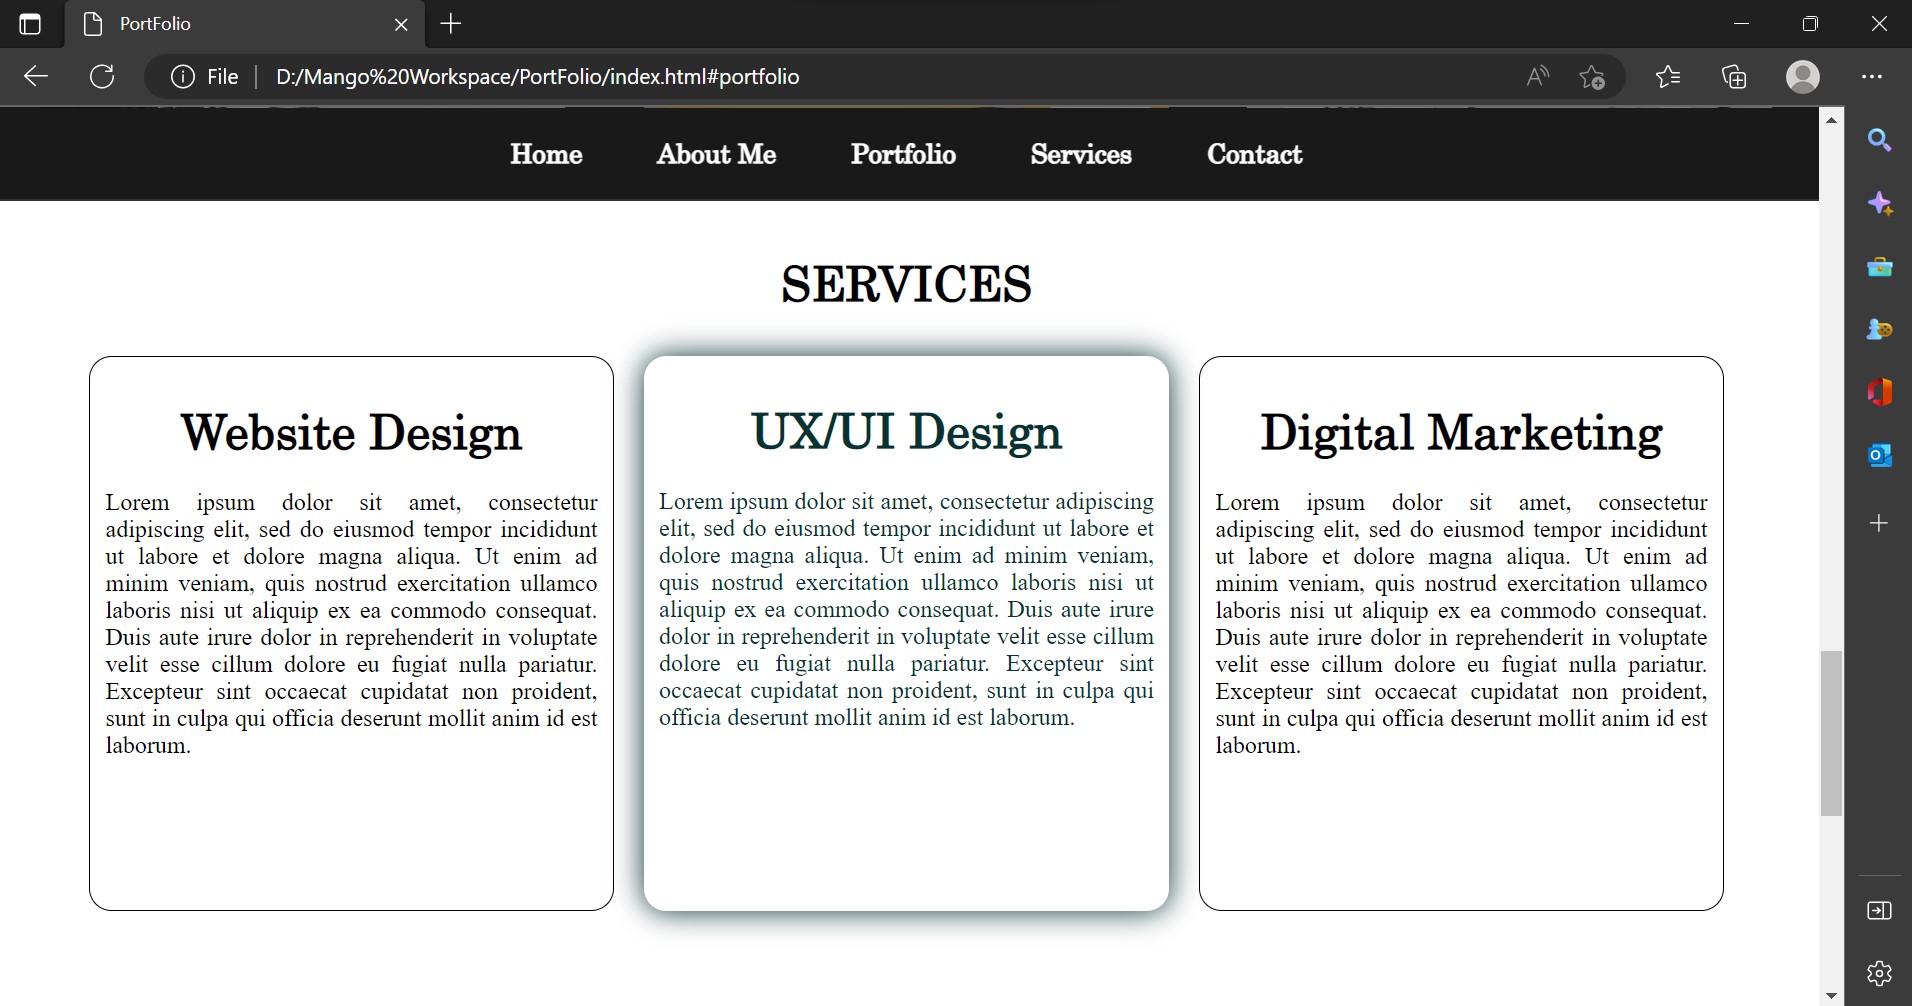 PortFolio
File D:/Mango%20Workspace/PortFolio/index.html#portfolio
Home About Me Portfolio Services Contact
SERVICES
Website Design
Lorem ipsum dolor sit amet, consectetur
adipiscing elit, sed do eiusmod tempor incididunt
ut labore et dolore magna aliqua. Ut enim ad
minim veniam, quis nostrud exercitation ullamco
laboris nisi ut aliquip ex ea commodo consequat.
Duis aute irure dolor in reprehenderit in voluptate
velit esse cillum dolore eu fugiat nulla pariatur.
Excepteur sint occaecat cupidatat non proident,
sunt in culpa qui officia deserunt mollit anim id est
laborum.
UX/UI Design
Lorem ipsum dolor sit amet, consectetur adipiscing
elit, sed do eiusmod tempor incididunt ut labore et
dolore magna aliqua. Ut enim ad minim veniam,
quis nostrud exercitation ullamco laboris nisi ut
aliquip ex ea commodo consequat. Duis aute irure
dolor in reprehenderit in voluptate velit esse cillum
dolore eu fugiat nulla pariatur. Excepteur sint
occaecat cupidatat non proident, sunt in culpa qui
officia deserunt mollit anim id est laborum.
Digital Marketing
Lorem ipsum dolor sit amet, consectetur
adipiscing elit, sed do eiusmod tempor incididunt
ut labore et dolore magna aliqua. Ut enim ad
minim veniam, quis nostrud exercitation ullamco
laboris nisi ut aliquip ex ea commodo consequat.
Duis aute irure dolor in reprehenderit in voluptate
velit esse cillum dolore eu fugiat nulla pariatur.
Excepteur sint occaecat cupidatat non proident,
sunt in culpa qui officia deserunt mollit anim id est
laborum.